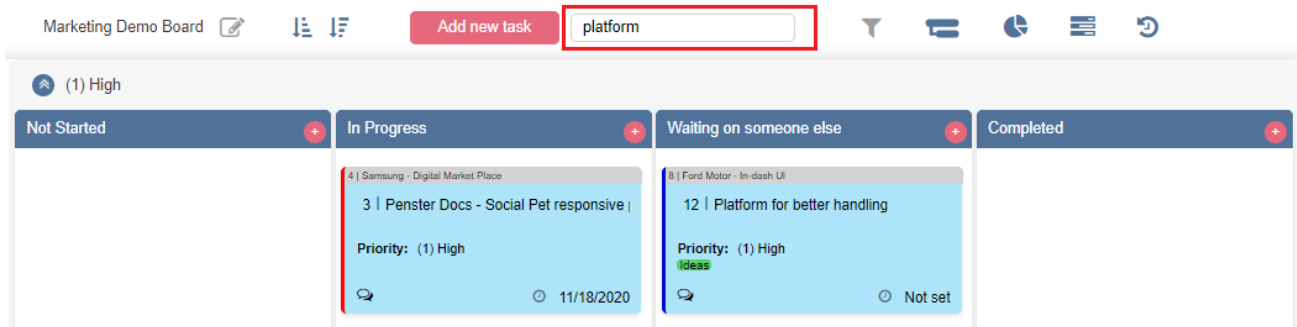 Marketing Demo Board
Add new task
platform
(1) High
Not Started
In Progress
Waiting on someone else
Completed
4 | Samsung - Digital Market Place
3 | Penster Docs - Social Pet responsive
Priority: (1) High
11/18/2020
8 | Ford Motor - In-dash UI
12 | Platform for better handling
Priority: (1) High
Ideas
Not set